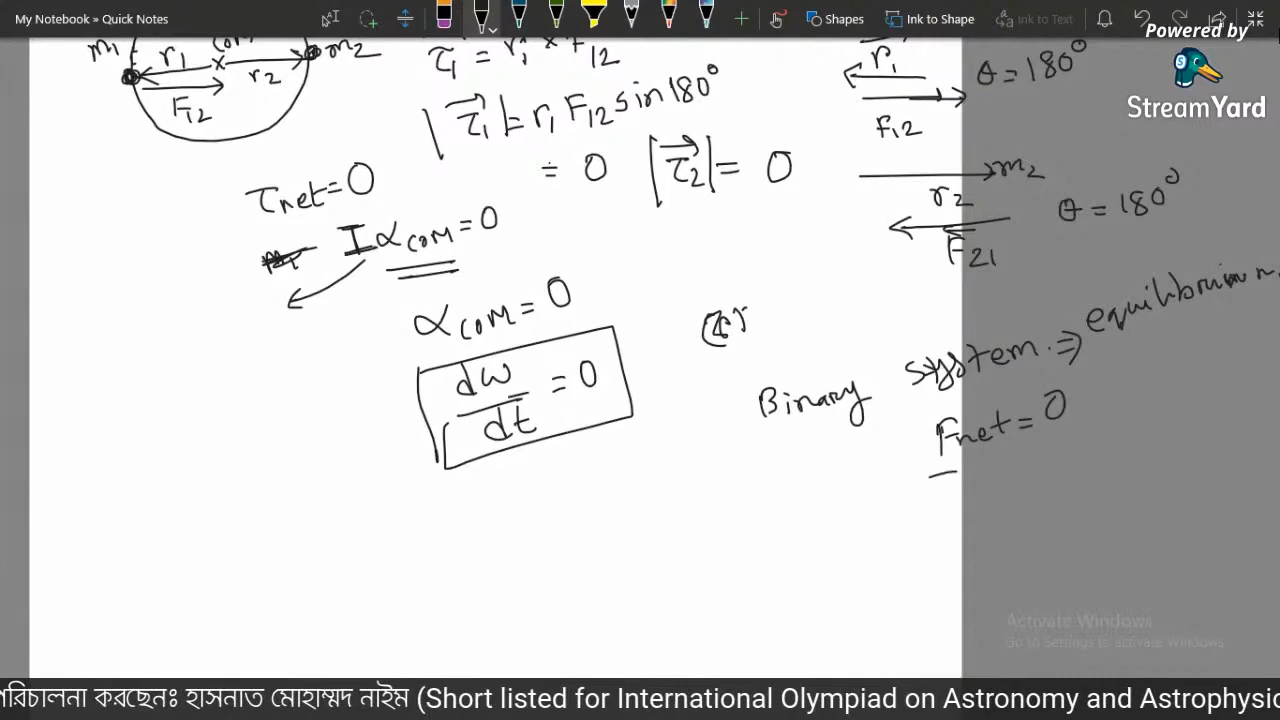 My Notebook » Quick Notes
Shapes
Ink to Shape
Ink to Text
Powered by
StreamYard
m₁ r₁ com r₂ m₂
F₁₂
τ₁ = r₁ × F₁₂
|τ₁| = r₁ F₁₂ sin 180°
= 0 |τ₂| = 0
r₁
F₁₂
θ = 180°
m₂
r₂
F₂₁
θ = 180°
τnet = 0
I αcom = 0
αcom = 0
dω/dt = 0
Binary system ⇒ equilibrium
Fnet = 0
Activate Windows
Go to Settings to activate Windows.
পরিচালনা করছেনঃ হাসনাত মোহাম্মদ নাইম (Short listed for International Olympiad on Astronomy and Astrophysic